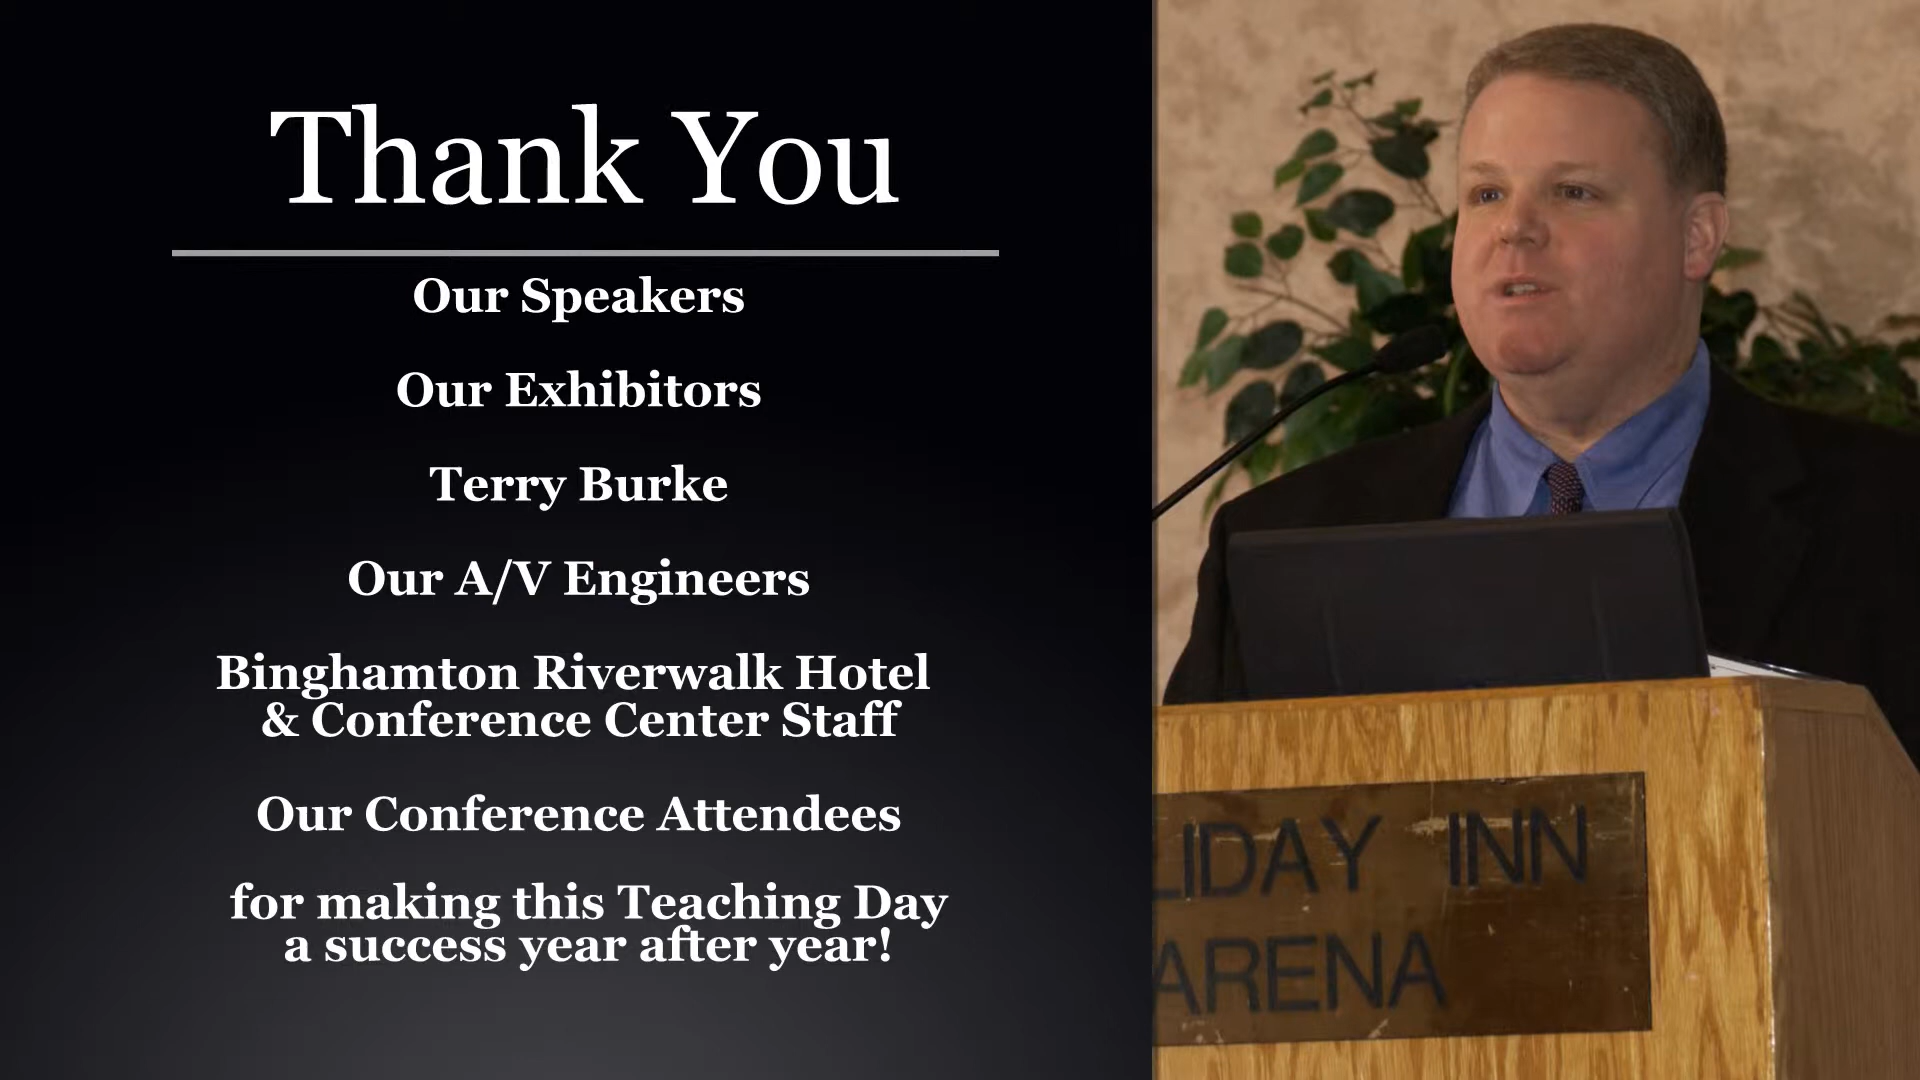 Thank You
Our Speakers
Our Exhibitors
Terry Burke
Our A/V Engineers
Binghamton Riverwalk Hotel
& Conference Center Staff
Our Conference Attendees
for making this Teaching Day
a success year after year!
LIDAY INN
ARENA